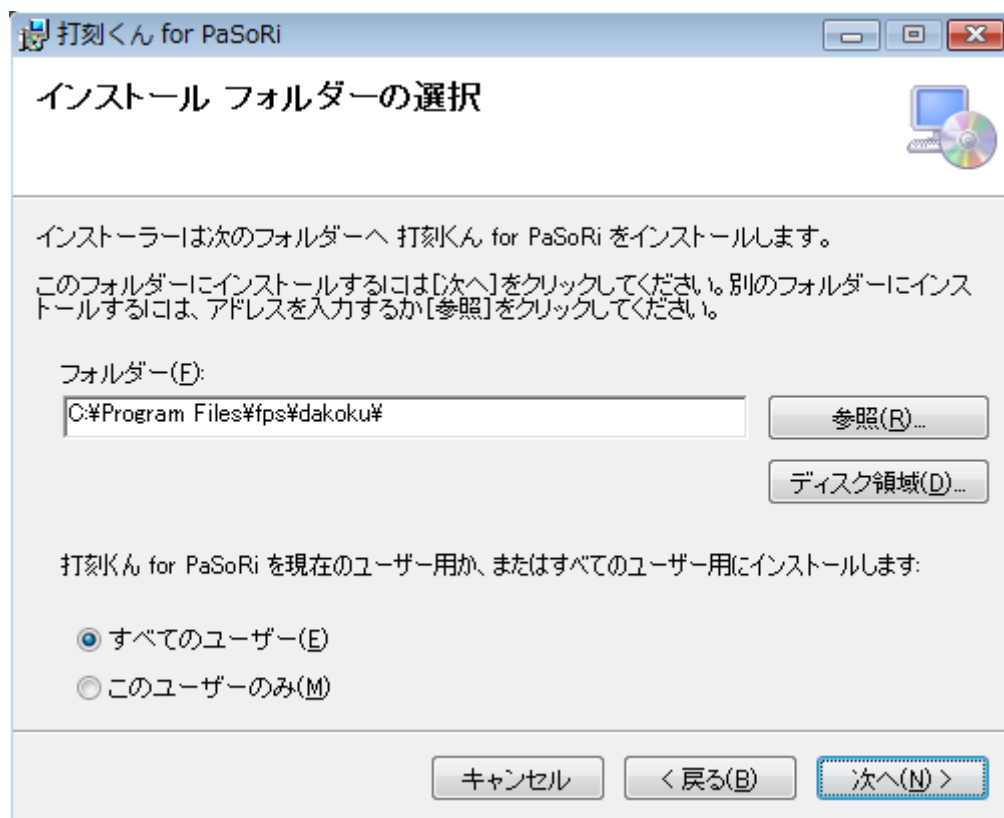 打刻くん for PaSoRi
インストール フォルダーの選択
インストーラーは次のフォルダーへ 打刻くん for PaSoRi をインストールします。
このフォルダーにインストールするには[次へ]をクリックしてください。別のフォルダーにインス
トールするには、アドレスを入力するか[参照]をクリックしてください。
フォルダー(F):
C:¥Program Files¥fps¥dakoku¥
参照(R)...
ディスク領域(D)...
打刻くん for PaSoRi を現在のユーザー用か、またはすべてのユーザー用にインストールします:
すべてのユーザー(E)
このユーザーのみ(M)
キャンセル
< 戻る(B)
次へ(N) >